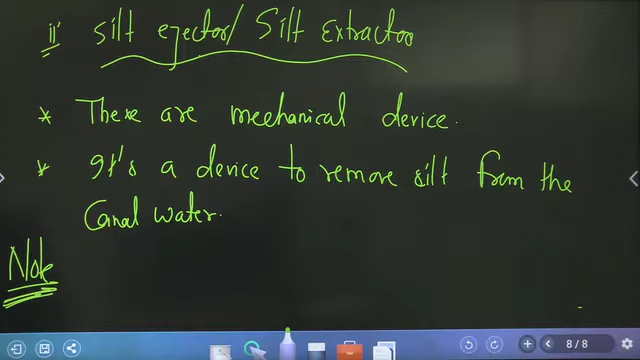 ii) Silt ejector/ Silt Extractor
* These are mechanical device.
* It's a device to remove silt from the
Canal water.
Note
8/8